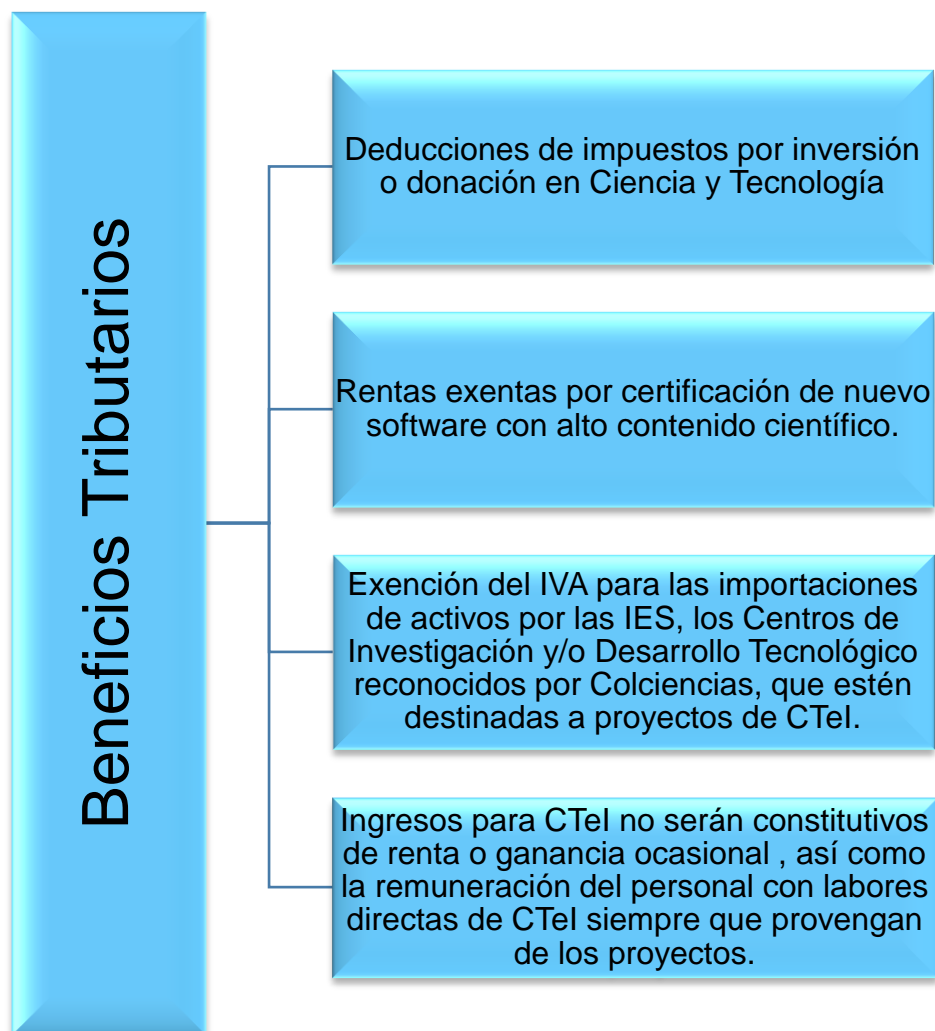 Beneficios Tributarios
Deducciones de impuestos por inversión
o donación en Ciencia y Tecnología
Rentas exentas por certificación de nuevo
software con alto contenido científico.
Exención del IVA para las importaciones
de activos por las IES, los Centros de
Investigación y/o Desarrollo Tecnológico
reconocidos por Colciencias, que estén
destinadas a proyectos de CTeI.
Ingresos para CTeI no serán constitutivos
de renta o ganancia ocasional , así como
la remuneración del personal con labores
directas de CTeI siempre que provengan
de los proyectos.